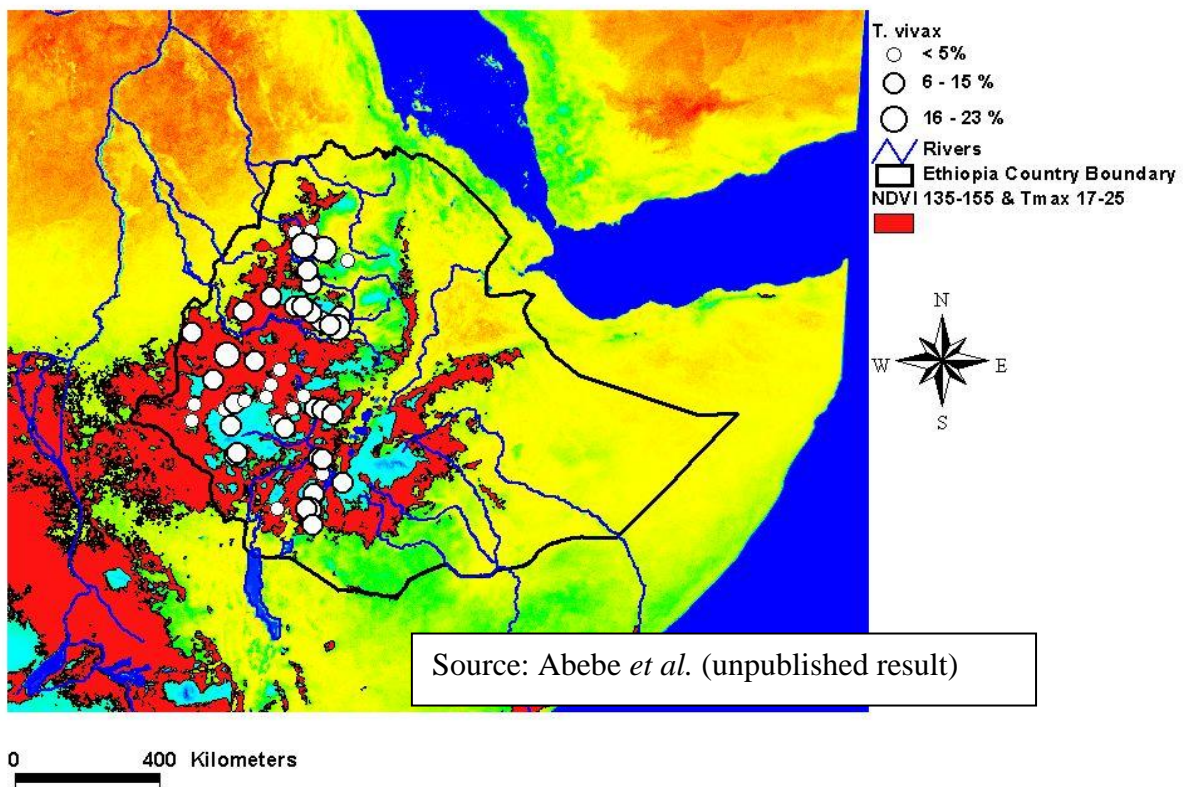 T. vivax
< 5%
6 - 15 %
16 - 23 %
Rivers
Ethiopia Country Boundary
NDVI 135-155 & Tmax 17-25
N
W E
S
Source: Abebe et al. (unpublished result)
0 400 Kilometers